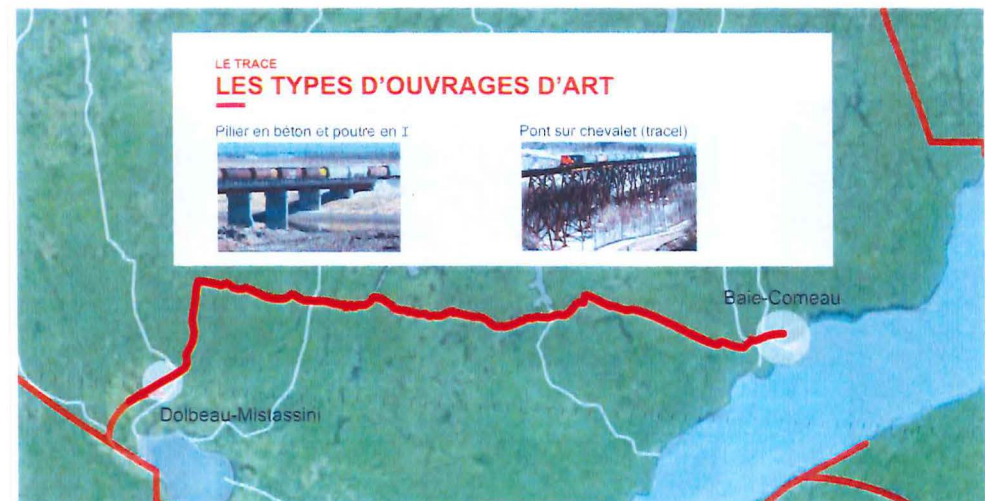 LE TRACE
LES TYPES D'OUVRAGES D'ART
Pilier en béton et poutre en I
Pont sur chevalet (tracel)
Baie-Comeau
Dolbeau-Mistassini